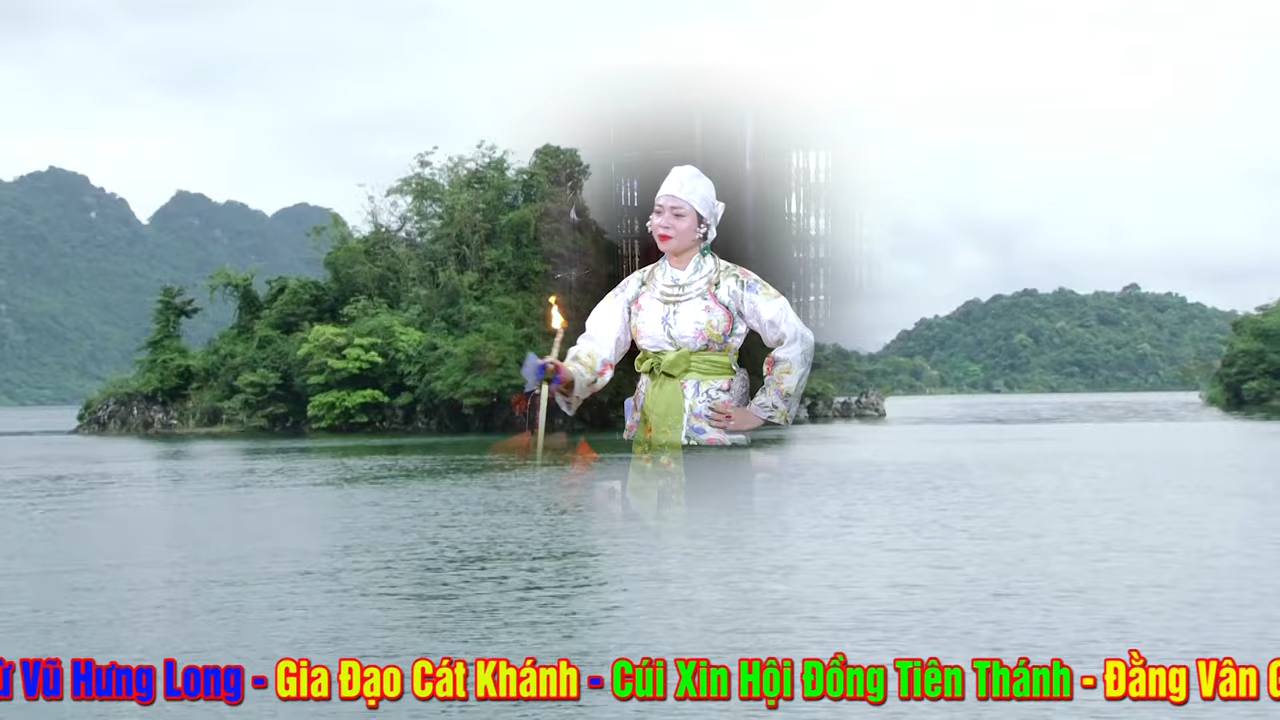 Vũ Hưng Long - Gia Đạo Cát Khánh - Cúi Xin Hội Đồng Tiên Thánh - Đằng Vân